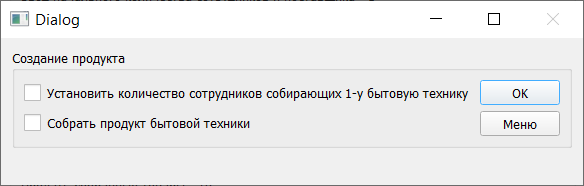 Dialog
Создание продукта
Установить количество сотрудников собирающих 1-у бытовую технику
OK
Собрать продукт бытовой техники
Меню